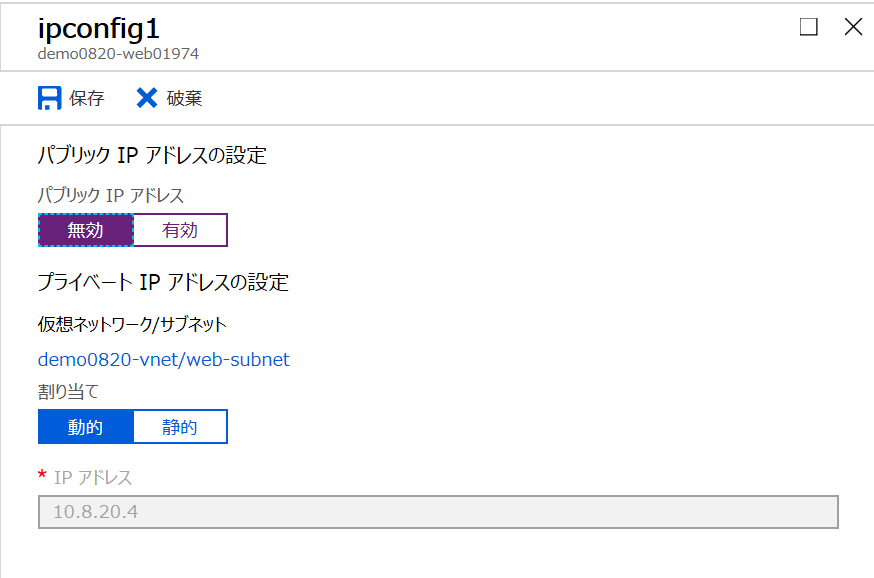 ipconfig1
demo0820-web01974
保存 破棄
パブリック IP アドレスの設定
パブリック IP アドレス
無効 有効
プライベート IP アドレスの設定
仮想ネットワーク/サブネット
demo0820-vnet/web-subnet
割り当て
動的 静的
* IP アドレス
10.8.20.4